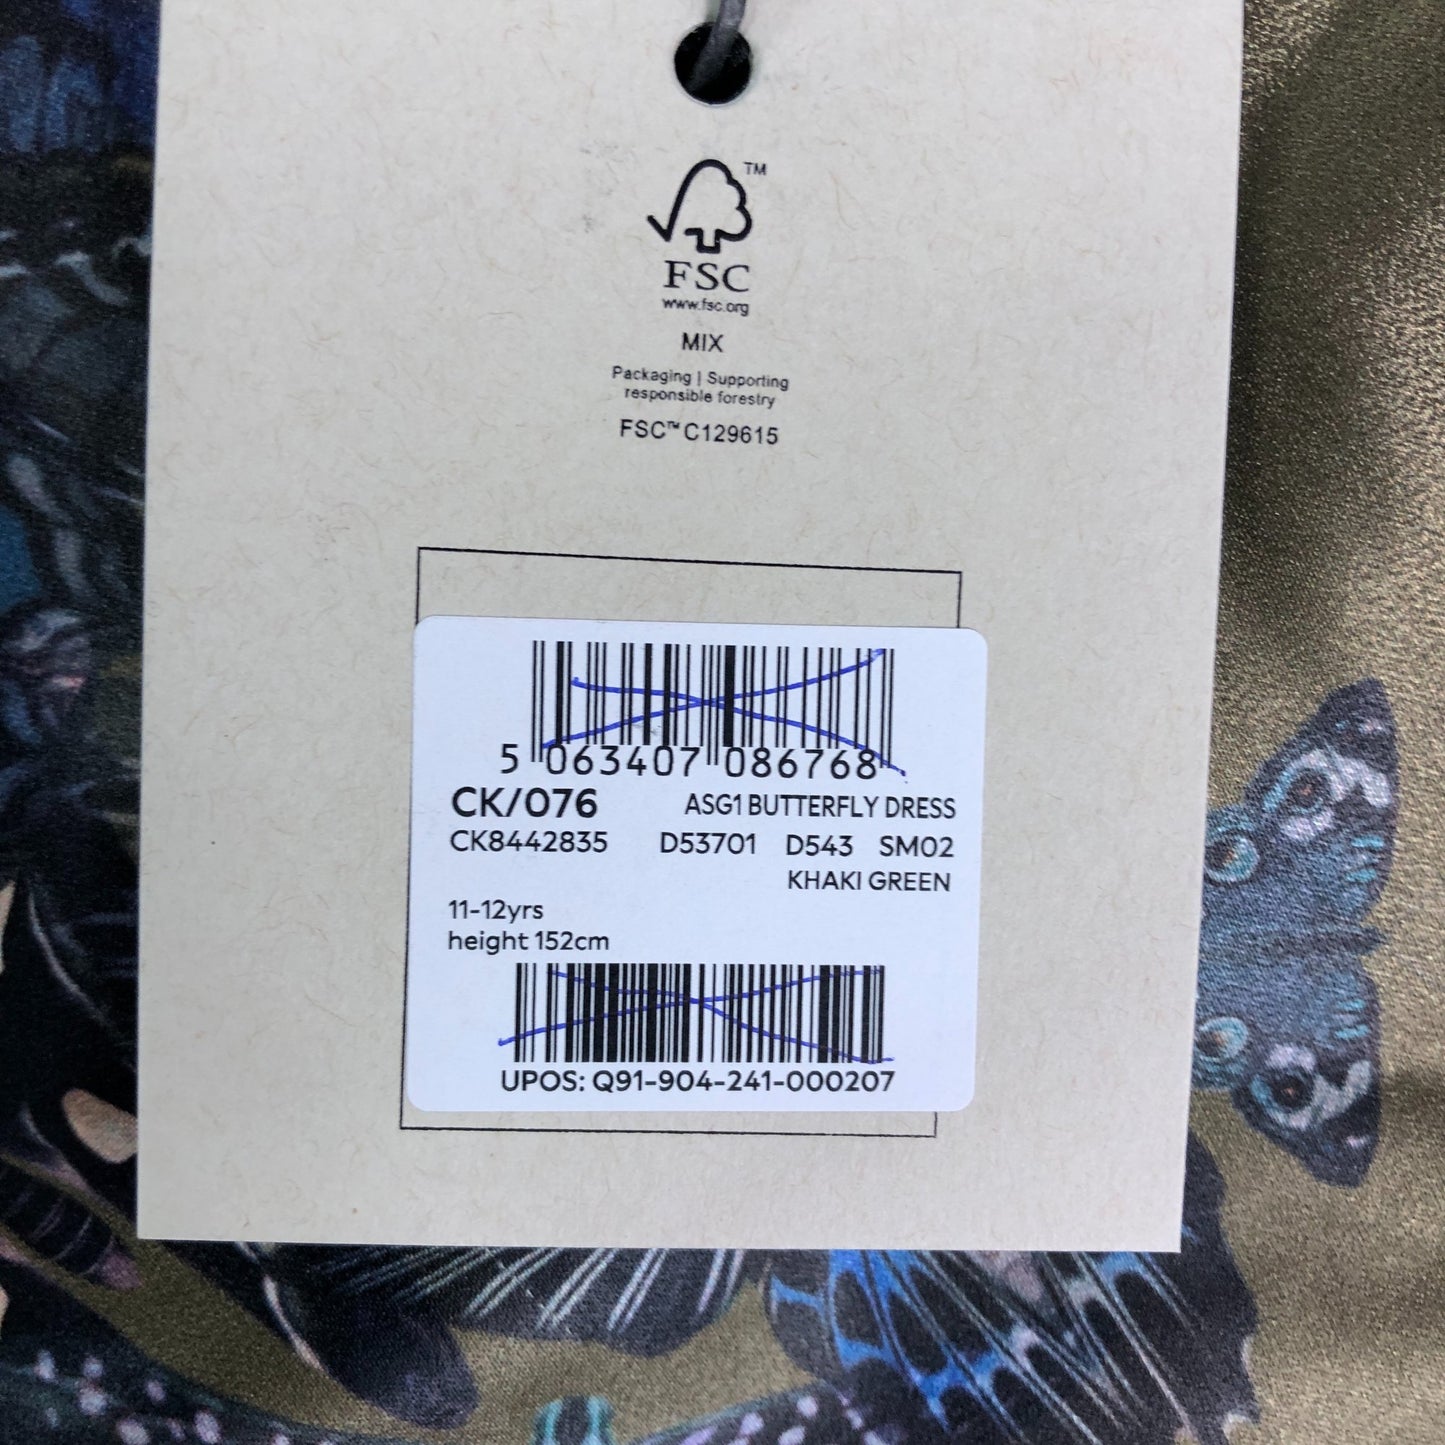 TM
FSC
www.fsc.org
MIX
Packaging | Supporting
responsible forestry
FSC™ C129615
5 063407 086768
CK/076 ASG1 BUTTERFLY DRESS
CK8442835 D53701 D543 SM02
KHAKI GREEN
11-12yrs
height 152cm
UPOS: Q91-904-241-000207